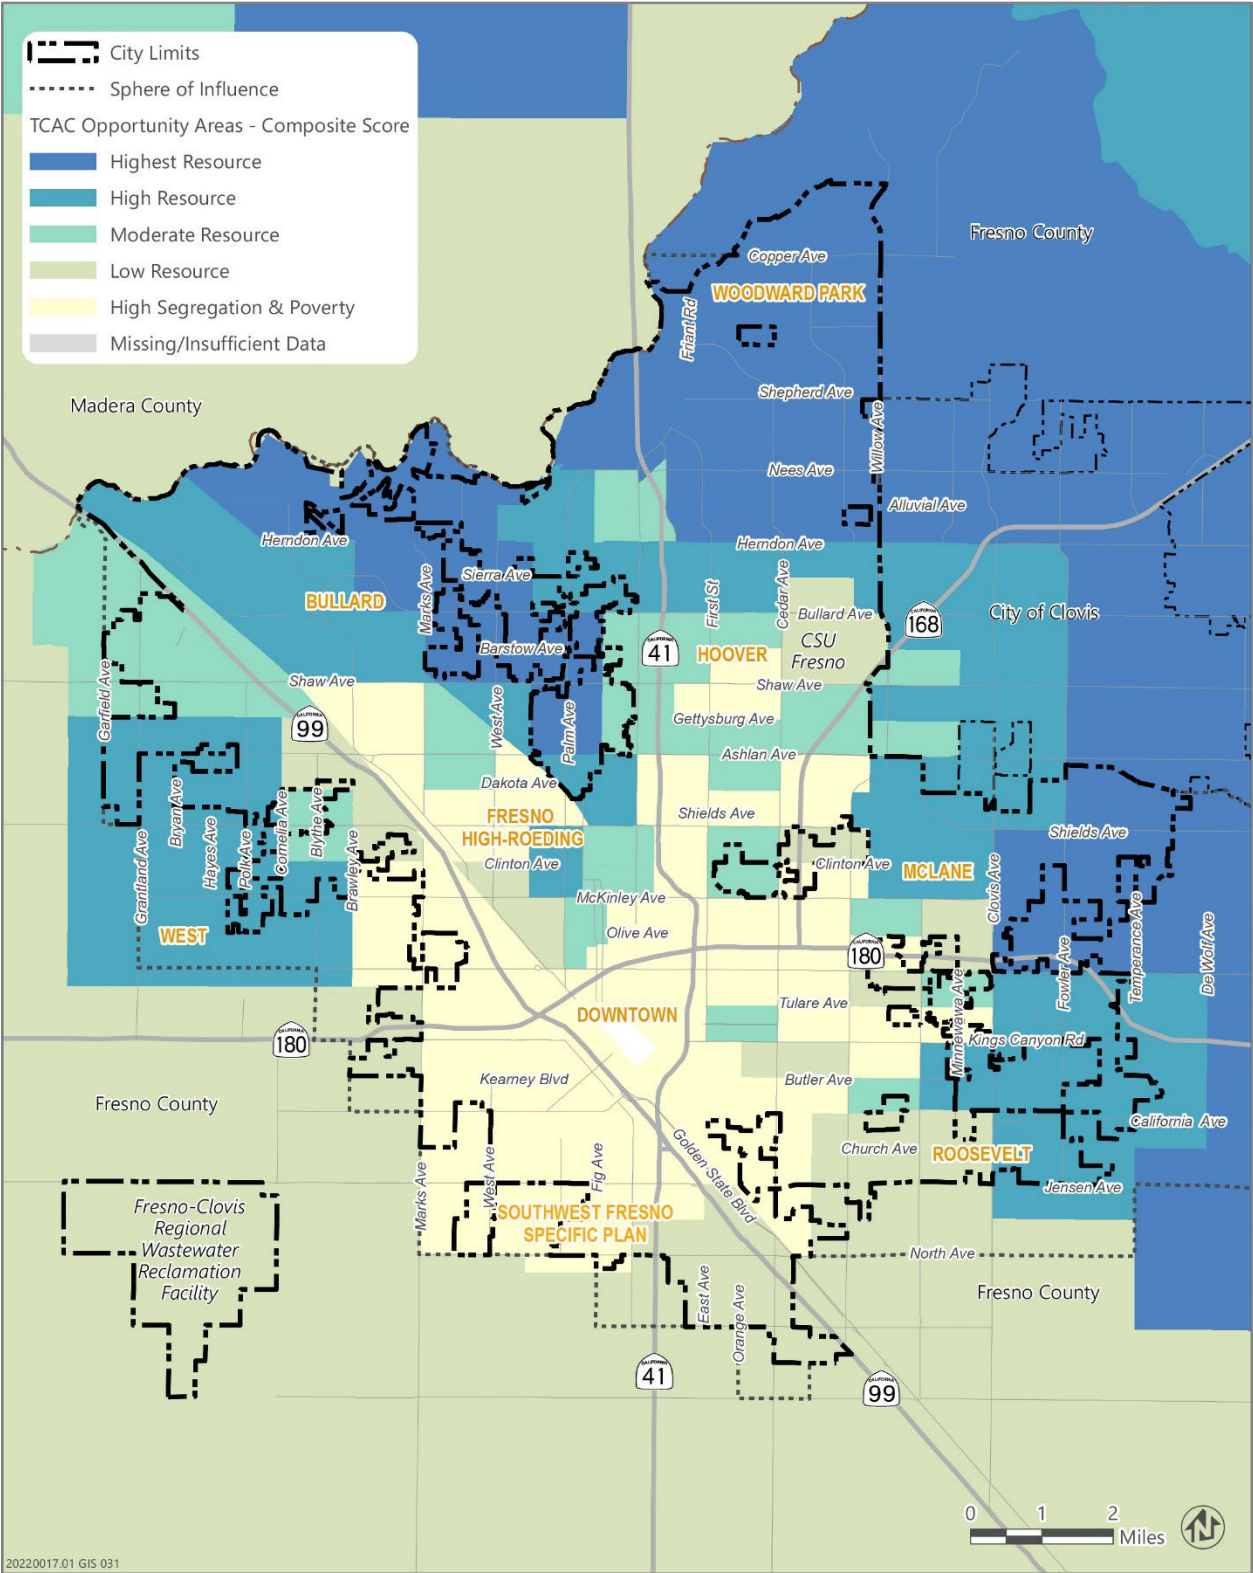 City Limits
Sphere of Influence
TCAC Opportunity Areas - Composite Score
Highest Resource
High Resource
Moderate Resource
Low Resource
High Segregation & Poverty
Missing/Insufficient Data
Fresno County
Copper Ave
WOODWARD PARK
Friant Rd
Madera County
Shepherd Ave
Willow Ave
Nees Ave
Alluvial Ave
Herndon Ave
Herndon Ave
Marks Ave
Sierra Ave
BULLARD
First St
Cedar Ave
Bullard Ave
CALIFORNIA
168
City of Clovis
CSU
Fresno
Barstow Ave
CALIFORNIA
41
HOOVER
Garfield Ave
Shaw Ave
Shaw Ave
CALIFORNIA
99
West Ave
Palm Ave
Gettysburg Ave
Ashlan Ave
Dakota Ave
Bryan Ave
Hayes Ave
Polk Ave
Cornelia Ave
Blythe Ave
Brawley Ave
Grantland Ave
FRESNO
HIGH-ROEDING
Shields Ave
Shields Ave
Clinton Ave
Clinton Ave
MCLANE
Clovis Ave
McKinley Ave
Olive Ave
WEST
CALIFORNIA
180
Fowler Ave
Temperance Ave
De Wolf Ave
Minnewawa Ave
Tulare Ave
DOWNTOWN
CALIFORNIA
180
Kings Canyon Rd
Kearney Blvd
Butler Ave
Fresno County
California Ave
Church Ave
ROOSEVELT
Golden State Blvd
Marks Ave
West Ave
Fig Ave
Jensen Ave
Fresno-Clovis
Regional
Wastewater
Reclamation
Facility
SOUTHWEST FRESNO
SPECIFIC PLAN
North Ave
East Ave
Orange Ave
Fresno County
CALIFORNIA
41
CALIFORNIA
99
0 1 2
Miles
N
20220017.01 GIS 031